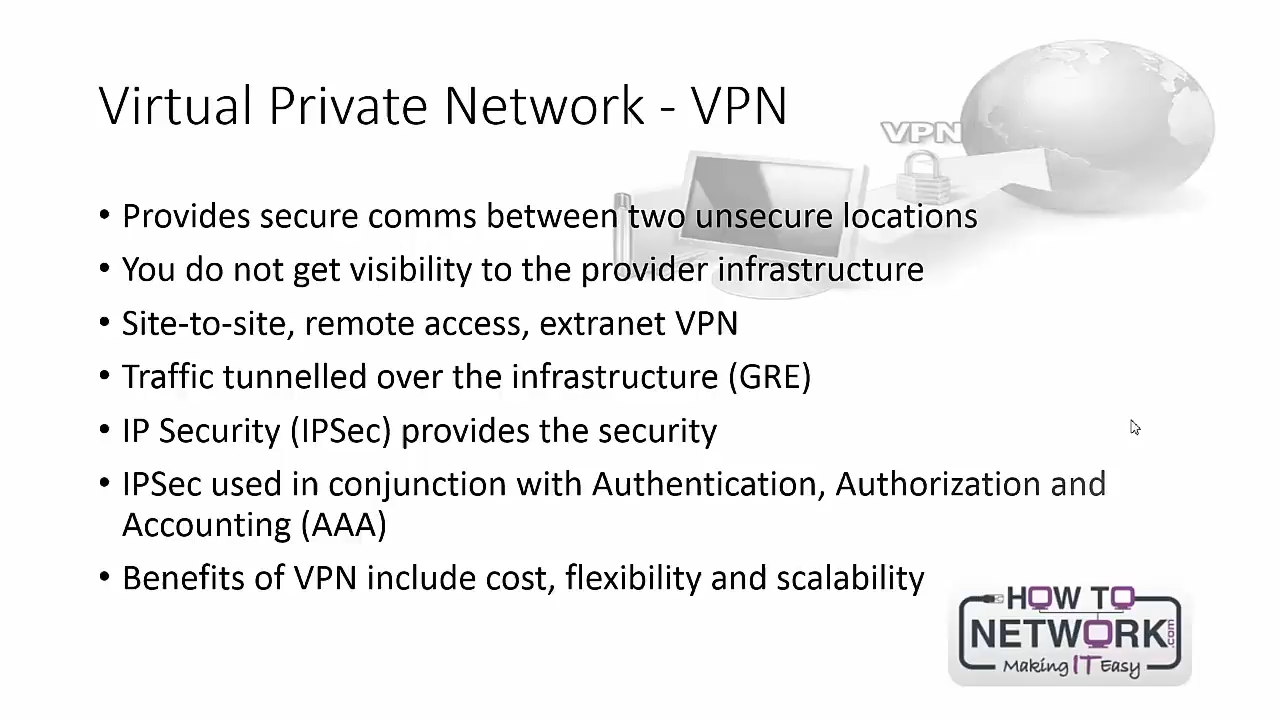 Virtual Private Network - VPN
VPN
• Provides secure comms between two unsecure locations
• You do not get visibility to the provider infrastructure
• Site-to-site, remote access, extranet VPN
• Traffic tunnelled over the infrastructure (GRE)
• IP Security (IPSec) provides the security
• IPSec used in conjunction with Authentication, Authorization and
Accounting (AAA)
• Benefits of VPN include cost, flexibility and scalability
HOW TO
NETWORK.com
Making IT Easy